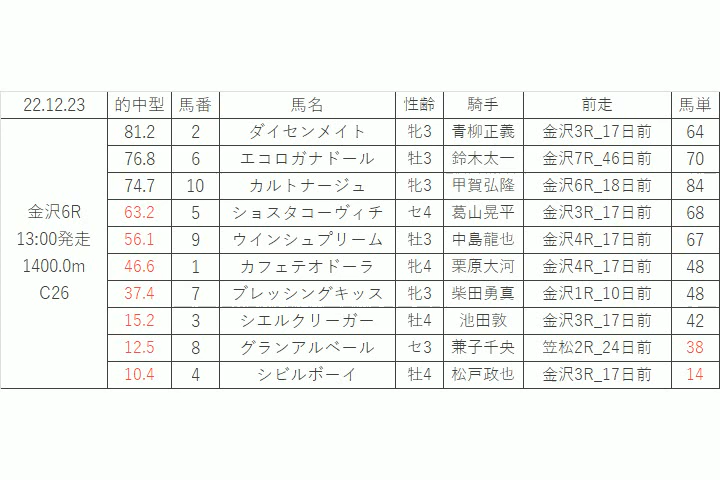 22.12.23 的中型 馬番 馬名 性齢 騎手 前走 馬単
81.2 2 ダイセンメイト 牝3 青柳正義 金沢3R_17日前 64
76.8 6 エコロガナドール 牡3 鈴木太一 金沢7R_46日前 70
74.7 10 カルトナージュ 牝3 甲賀弘隆 金沢6R_18日前 84
金沢6R 63.2 5 ショスタコーヴィチ セ4 葛山晃平 金沢3R_17日前 68
13:00発走 56.1 9 ウインシュプリーム 牡3 中島龍也 金沢4R_17日前 67
1400.0m 46.6 1 カフェテオドーラ 牝4 栗原大河 金沢4R_17日前 48
C26 37.4 7 ブレッシングキッス 牝3 柴田勇真 金沢1R_10日前 48
15.2 3 シエルクリーガー 牡4 池田敦 金沢3R_17日前 42
12.5 8 グランアルベール セ3 兼子千央 笠松2R_24日前 38
10.4 4 シビルボーイ 牡4 松戸政也 金沢3R_17日前 14